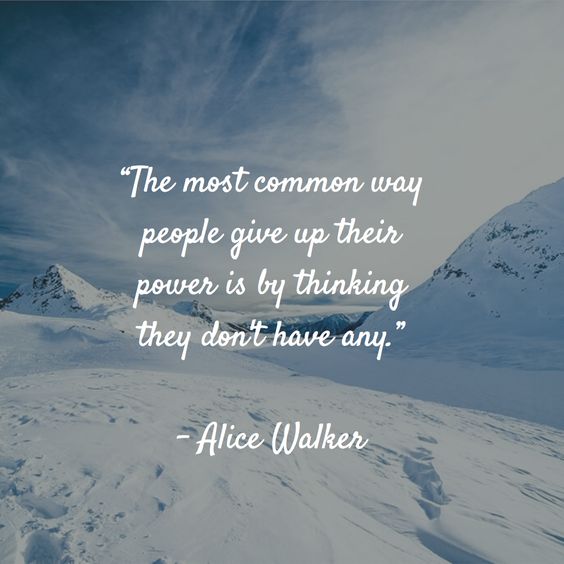 “The most common way
people give up their
power is by thinking
they don't have any.”
- Alice Walker